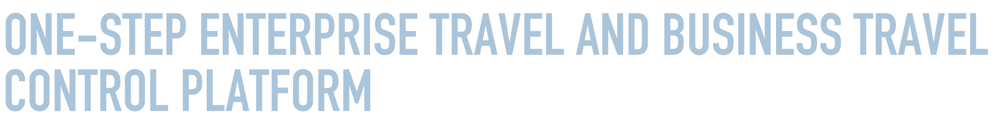 ONE-STEP ENTERPRISE TRAVEL AND BUSINESS TRAVEL
CONTROL PLATFORM